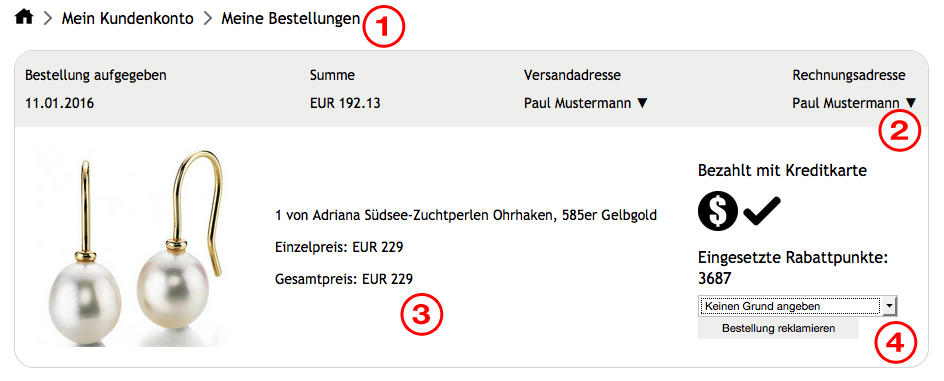 Mein Kundenkonto > Meine Bestellungen
1
Bestellung aufgegeben Summe Versandadresse Rechnungsadresse
11.01.2016 EUR 192.13 Paul Mustermann ▼ Paul Mustermann ▼
2
Bezahlt mit Kreditkarte
$
1 von Adriana Südsee-Zuchtperlen Ohrhaken, 585er Gelbgold
Einzelpreis: EUR 229
Gesamtpreis: EUR 229
3
Eingesetzte Rabattpunkte:
3687
Keinen Grund angeben
Bestellung reklamieren
4